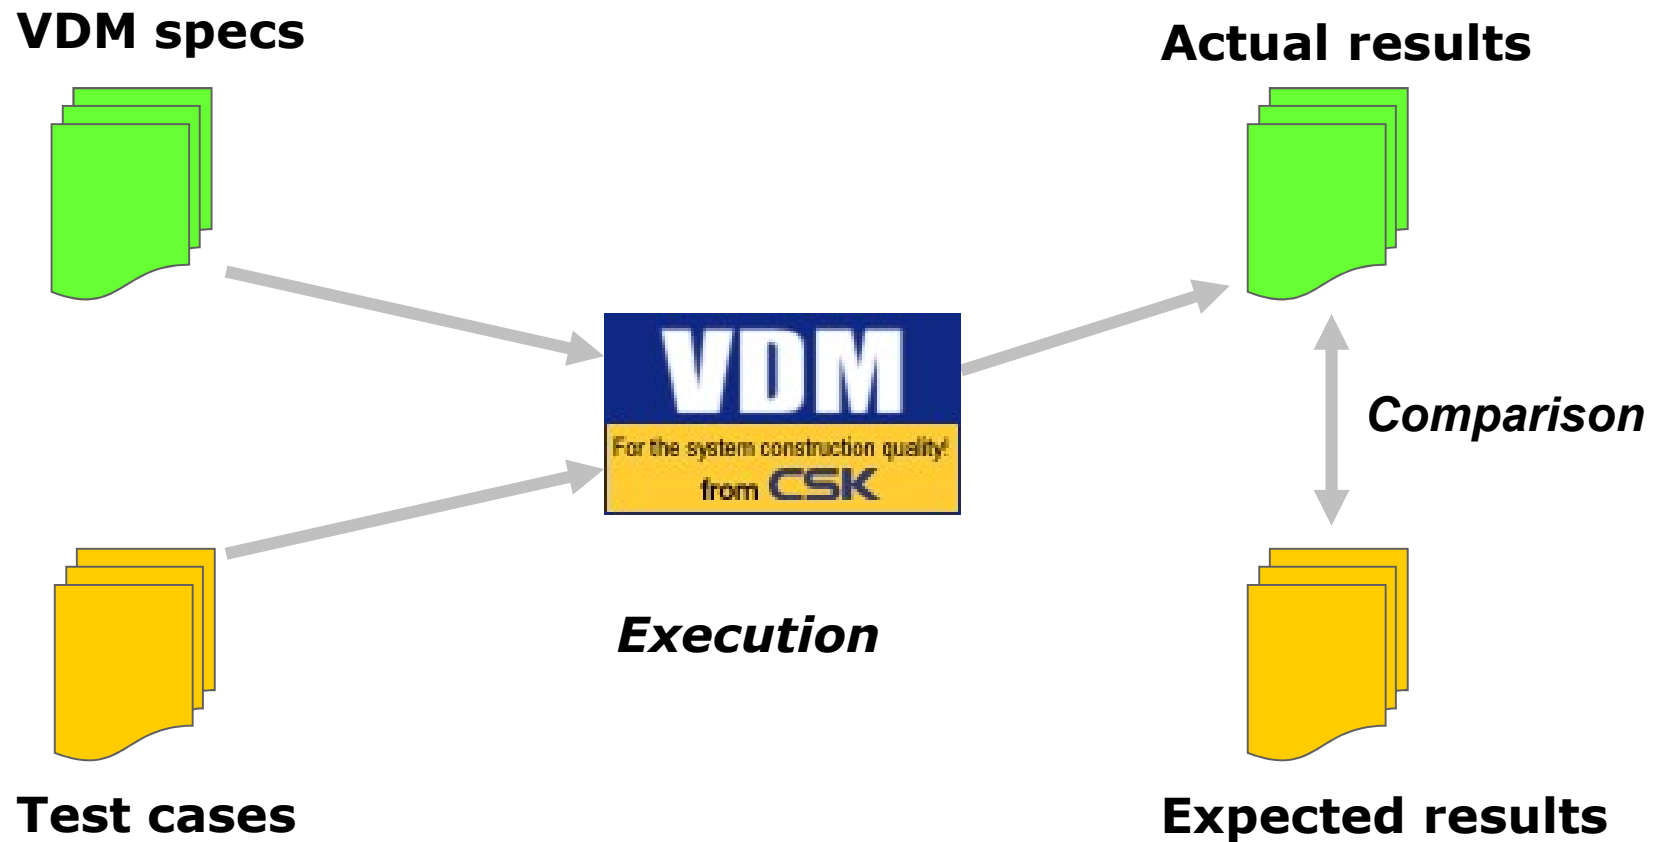 VDM specs
Actual results
VDM
For the system construction quality!
from CSK
Comparison
Execution
Test cases
Expected results